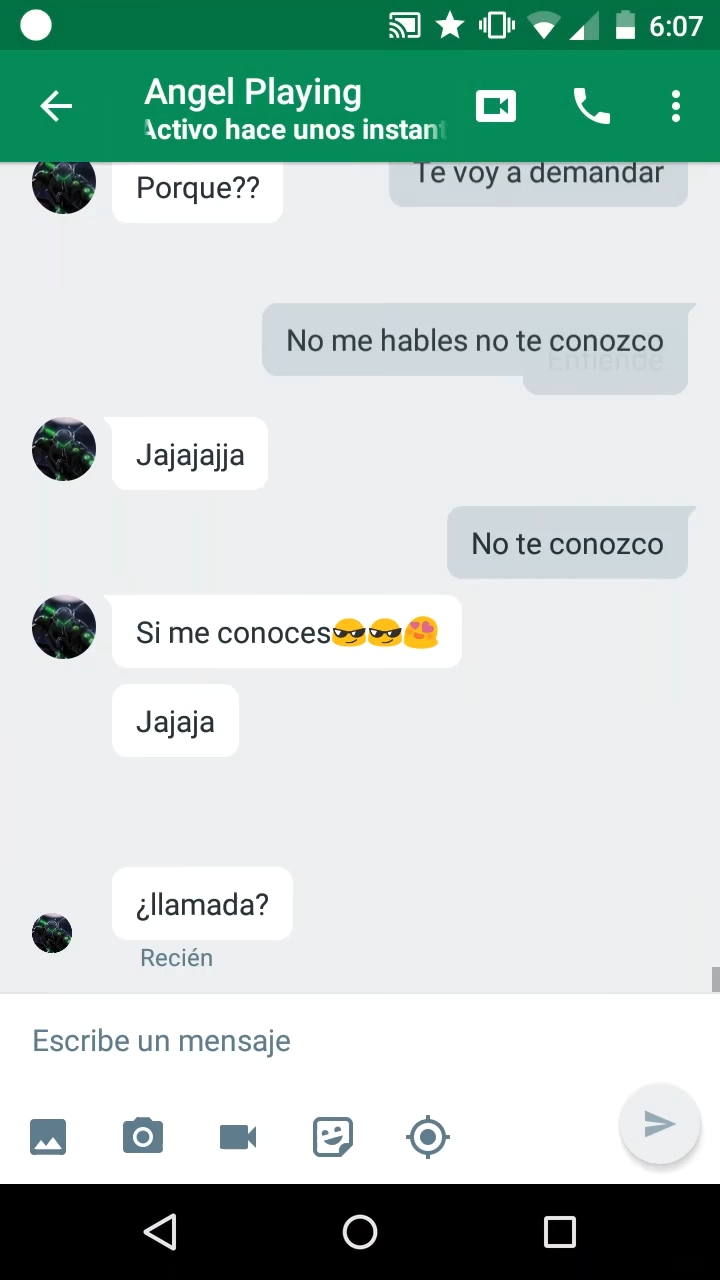 6:07
Angel Playing
Activo hace unos instant
Te voy a demandar
Porque??
No me hables no te conozco
Entiende
Jajajajja
No te conozco
Si me conoces😎😎😍
Jajaja
¿llamada?
Recién
Escribe un mensaje